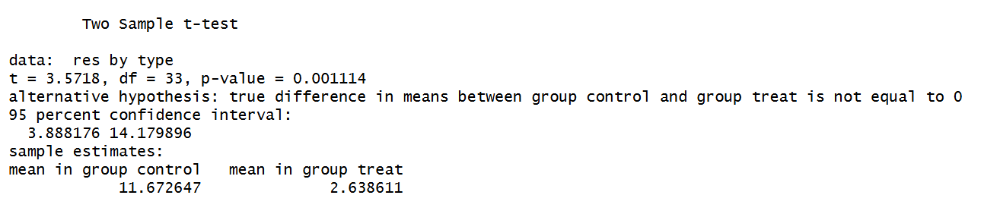 Two Sample t-test
data:  res by type
t = 3.5718, df = 33, p-value = 0.001114
alternative hypothesis: true difference in means between group control and group treat is not equal to 0
95 percent confidence interval:
  3.888176 14.179896
sample estimates:
mean in group control   mean in group treat
            11.672647              2.638611